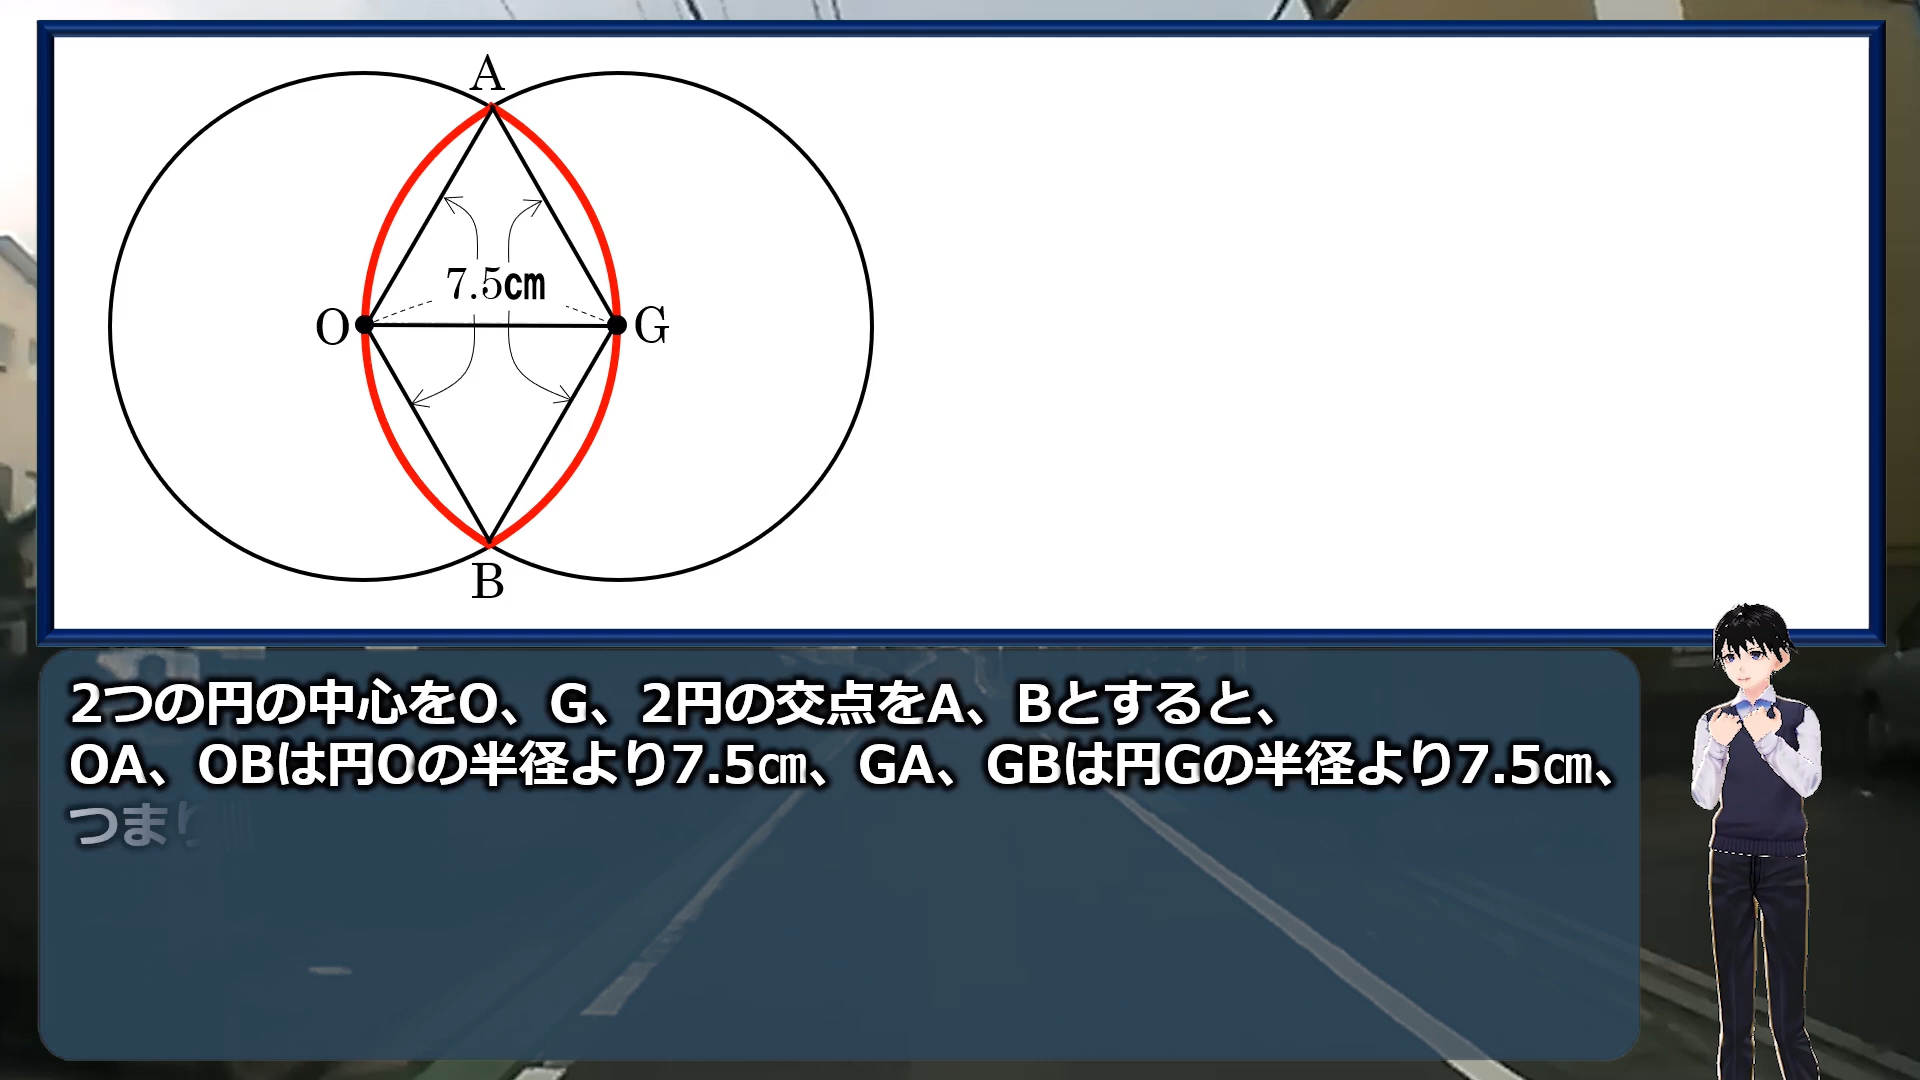 A
7.5㎝
O
G
B
2つの円の中心をO、G、2円の交点をA、Bとすると、
OA、OBは円Oの半径より7.5㎝、GA、GBは円Gの半径より7.5㎝、
つまり